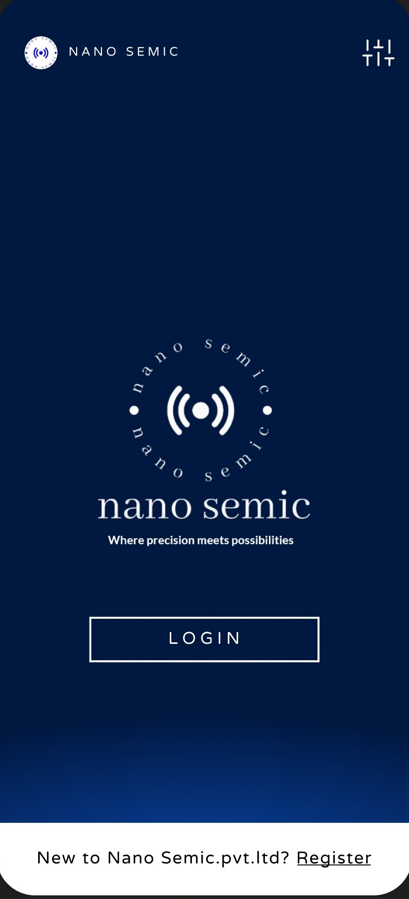 NANO SEMIC
nano semic
nano semic
nano semic
Where precision meets possibilities
LOGIN
New to Nano Semic.pvt.ltd? Register